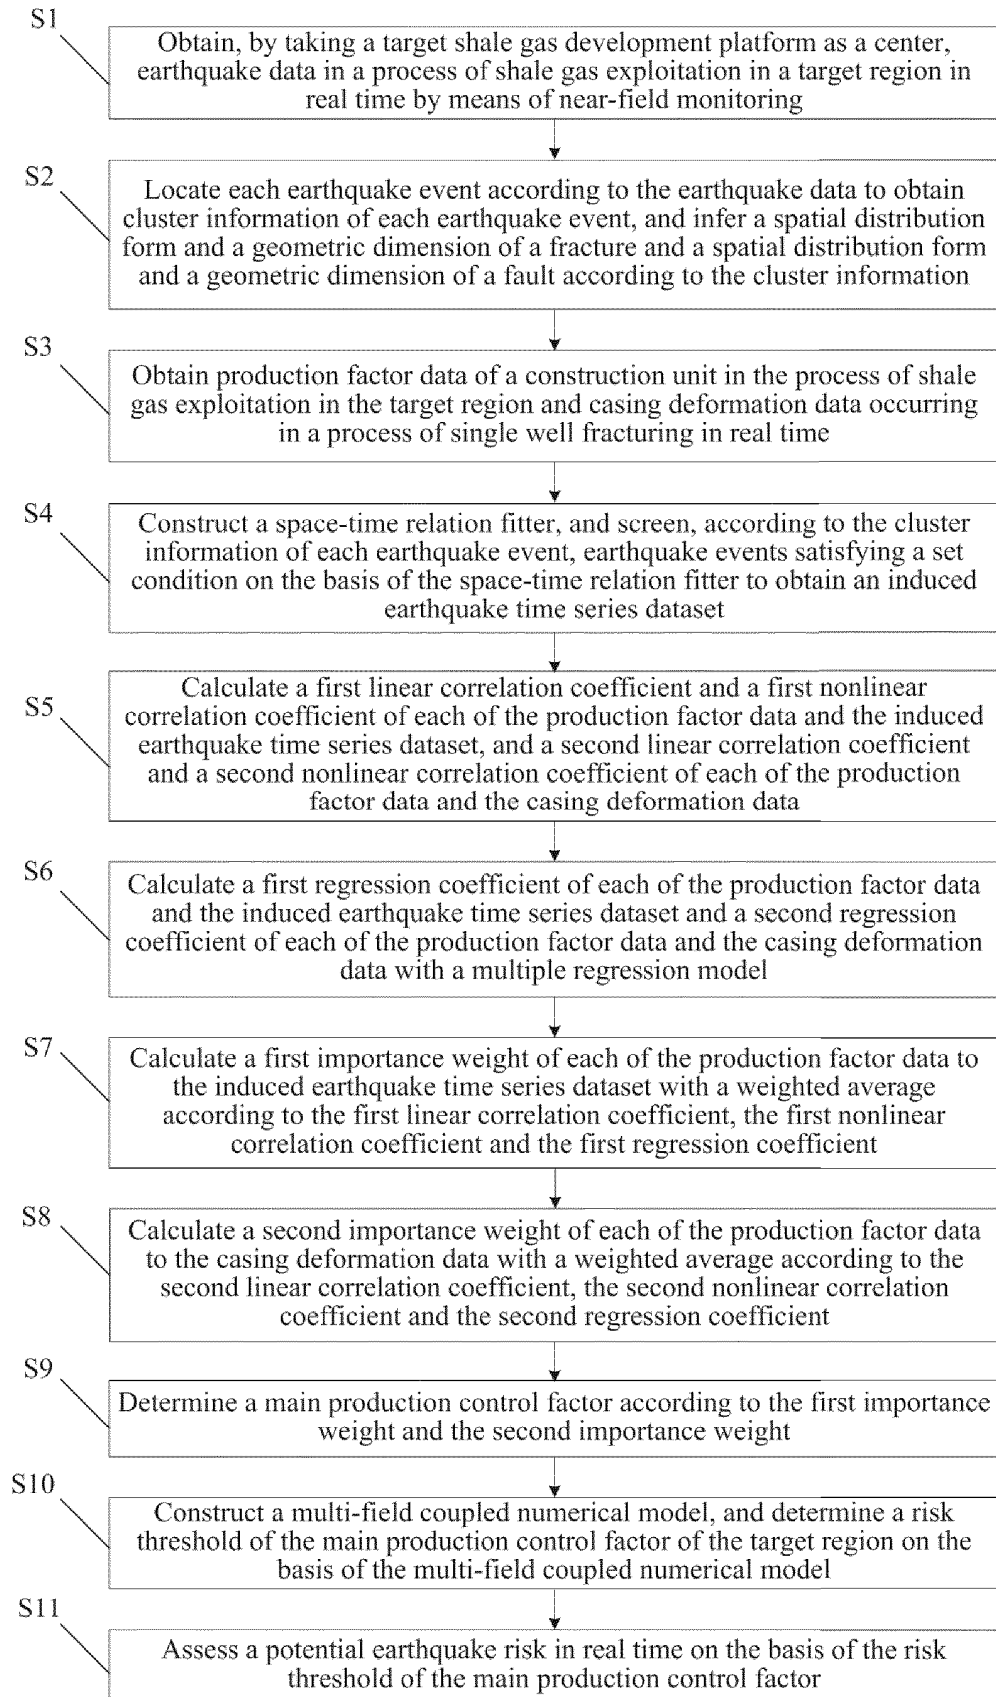 S1
Obtain, by taking a target shale gas development platform as a center,
earthquake data in a process of shale gas exploitation in a target region in
real time by means of near-field monitoring
S2
Locate each earthquake event according to the earthquake data to obtain
cluster information of each earthquake event, and infer a spatial distribution
form and a geometric dimension of a fracture and a spatial distribution form
and a geometric dimension of a fault according to the cluster information
S3
Obtain production factor data of a construction unit in the process of shale
gas exploitation in the target region and casing deformation data occurring
in a process of single well fracturing in real time
S4
Construct a space-time relation fitter, and screen, according to the cluster
information of each earthquake event, earthquake events satisfying a set
condition on the basis of the space-time relation fitter to obtain an induced
earthquake time series dataset
S5
Calculate a first linear correlation coefficient and a first nonlinear
correlation coefficient of each of the production factor data and the induced
earthquake time series dataset, and a second linear correlation coefficient
and a second nonlinear correlation coefficient of each of the production
factor data and the casing deformation data
S6
Calculate a first regression coefficient of each of the production factor data
and the induced earthquake time series dataset and a second regression
coefficient of each of the production factor data and the casing deformation
data with a multiple regression model
S7
Calculate a first importance weight of each of the production factor data to
the induced earthquake time series dataset with a weighted average
according to the first linear correlation coefficient, the first nonlinear
correlation coefficient and the first regression coefficient
S8
Calculate a second importance weight of each of the production factor data
to the casing deformation data with a weighted average according to the
second linear correlation coefficient, the second nonlinear correlation
coefficient and the second regression coefficient
S9
Determine a main production control factor according to the first importance
weight and the second importance weight
S10
Construct a multi-field coupled numerical model, and determine a risk
threshold of the main production control factor of the target region on the
basis of the multi-field coupled numerical model
S11
Assess a potential earthquake risk in real time on the basis of the risk
threshold of the main production control factor